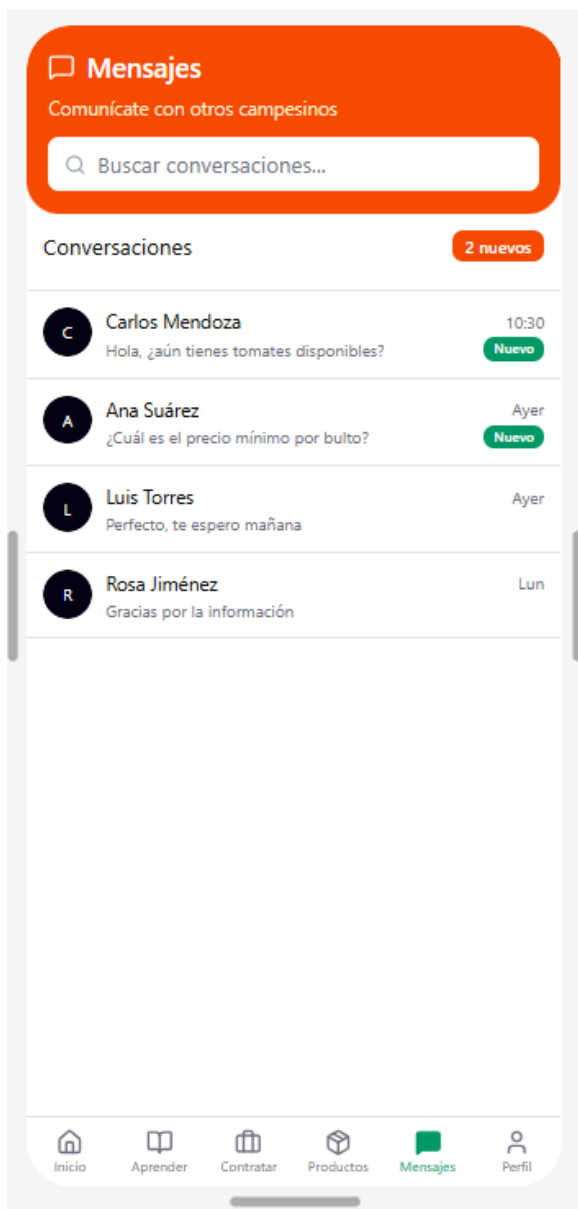 Mensajes
Comunícate con otros campesinos
Buscar conversaciones...
Conversaciones
2 nuevos
C
Carlos Mendoza
10:30
Hola, ¿aún tienes tomates disponibles?
Nuevo
A
Ana Suárez
Ayer
¿Cuál es el precio mínimo por bulto?
Nuevo
L
Luis Torres
Ayer
Perfecto, te espero mañana
R
Rosa Jiménez
Lun
Gracias por la información
Inicio
Aprender
Contratar
Productos
Mensajes
Perfil